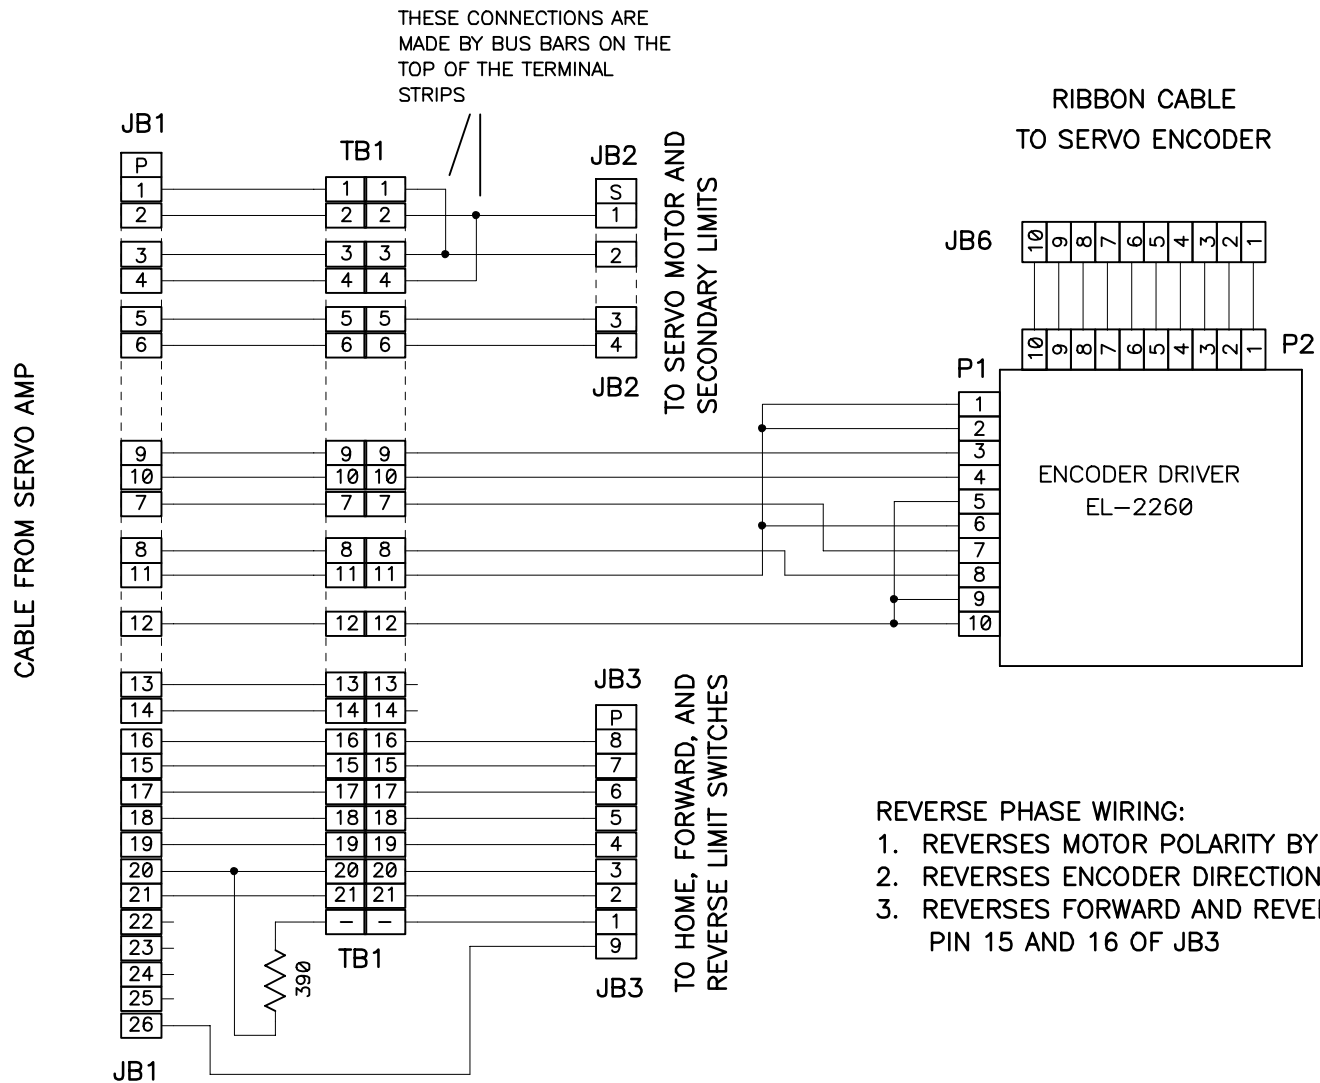 THESE CONNECTIONS ARE
MADE BY BUS BARS ON THE
TOP OF THE TERMINAL
STRIPS
RIBBON CABLE
TO SERVO ENCODER
CABLE FROM SERVO AMP
JB1
P
1
2
3
4
5
6
9
10
7
8
11
12
13
14
16
15
17
18
19
20
21
22
23
24
25
26
JB1
TB1
1 1
2 2
3 3
4 4
5 5
6 6
9 9
10 10
7 7
8 8
11 11
12 12
13 13
14 14
16 16
15 15
17 17
18 18
19 19
20 20
21 21
– –
TB1
390
JB2
S
1
2
3
4
JB2
TO SERVO MOTOR AND
SECONDARY LIMITS
JB3
P
8
7
6
5
4
3
2
1
9
JB3
TO HOME, FORWARD, AND
REVERSE LIMIT SWITCHES
JB6
10 9 8 7 6 5 4 3 2 1
10 9 8 7 6 5 4 3 2 1
P2
P1
1
2
3
4
5
6
7
8
9
10
ENCODER DRIVER
EL-2260
REVERSE PHASE WIRING:
1. REVERSES MOTOR POLARITY BY
2. REVERSES ENCODER DIRECTION
3. REVERSES FORWARD AND
PIN 15 AND 16 OF JB3